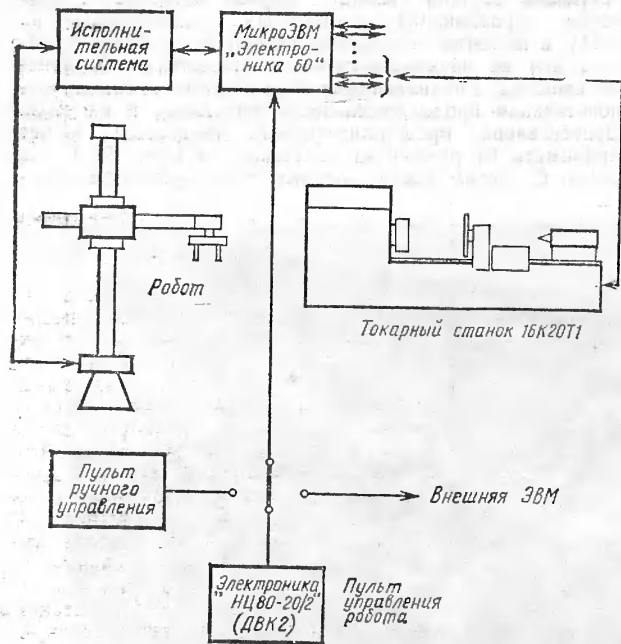 Исполни-
тельная
система
МикроЭВМ
„Электро-
ника 60“
Робот
Токарный станок 16К20Т1
Пульт
ручного
управления
Внешняя ЭВМ
Электроника
"НЦ80-20/2"
(ДВК2)
Пульт
управления
робота